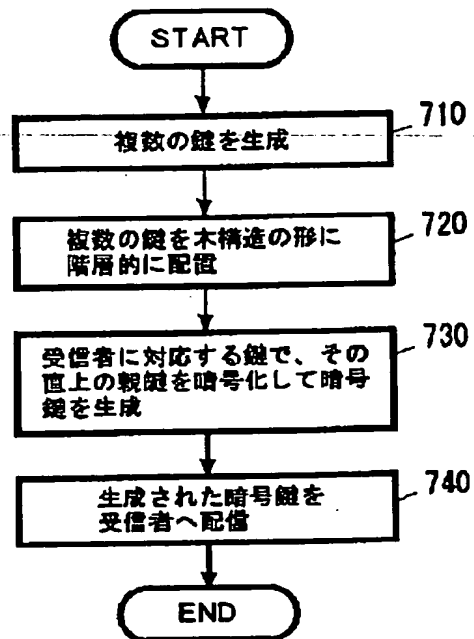 START
710
複数の鍵を生成
720
複数の鍵を木構造の形に
階層的に配置
730
受信者に対応する鍵で、その
直上の親鍵を暗号化して暗号
鍵を生成
740
生成された暗号鍵を
受信者へ配信
END